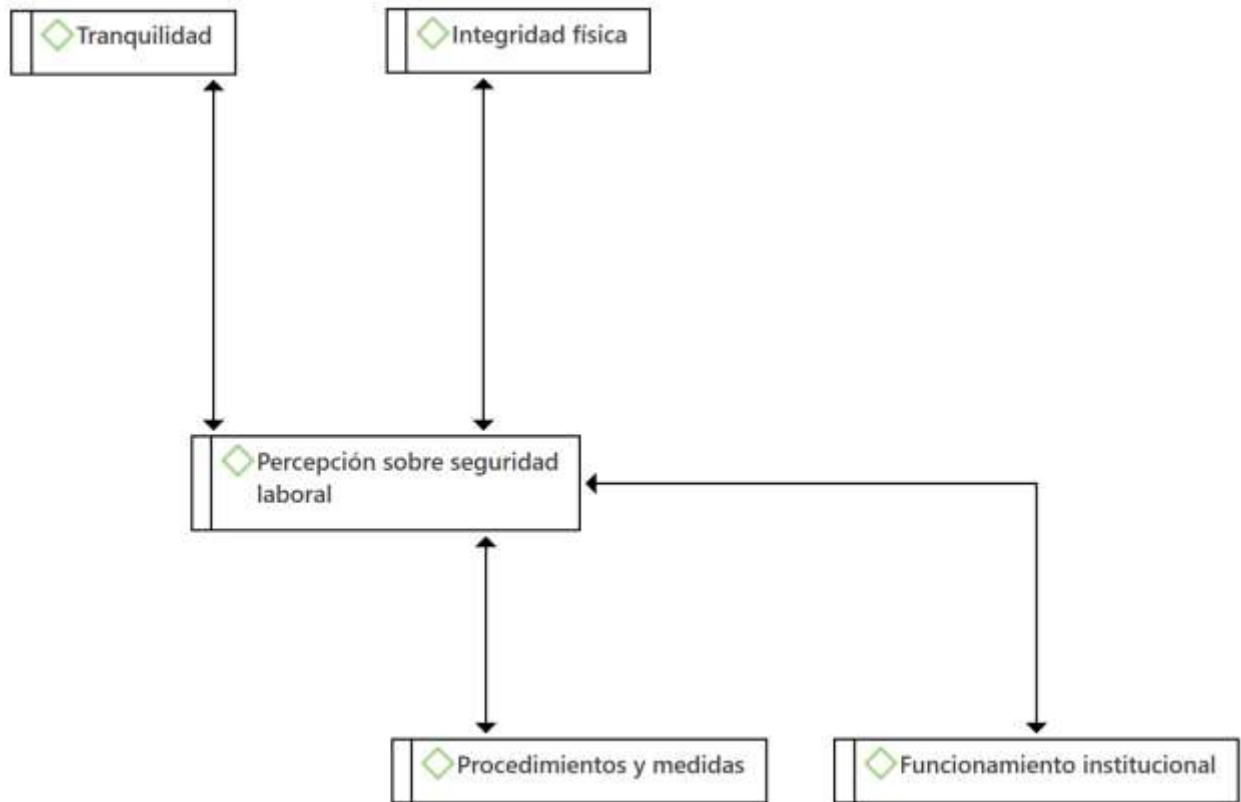 Tranquilidad
Integridad física
Percepción sobre seguridad
laboral
Procedimientos y medidas
Funcionamiento institucional